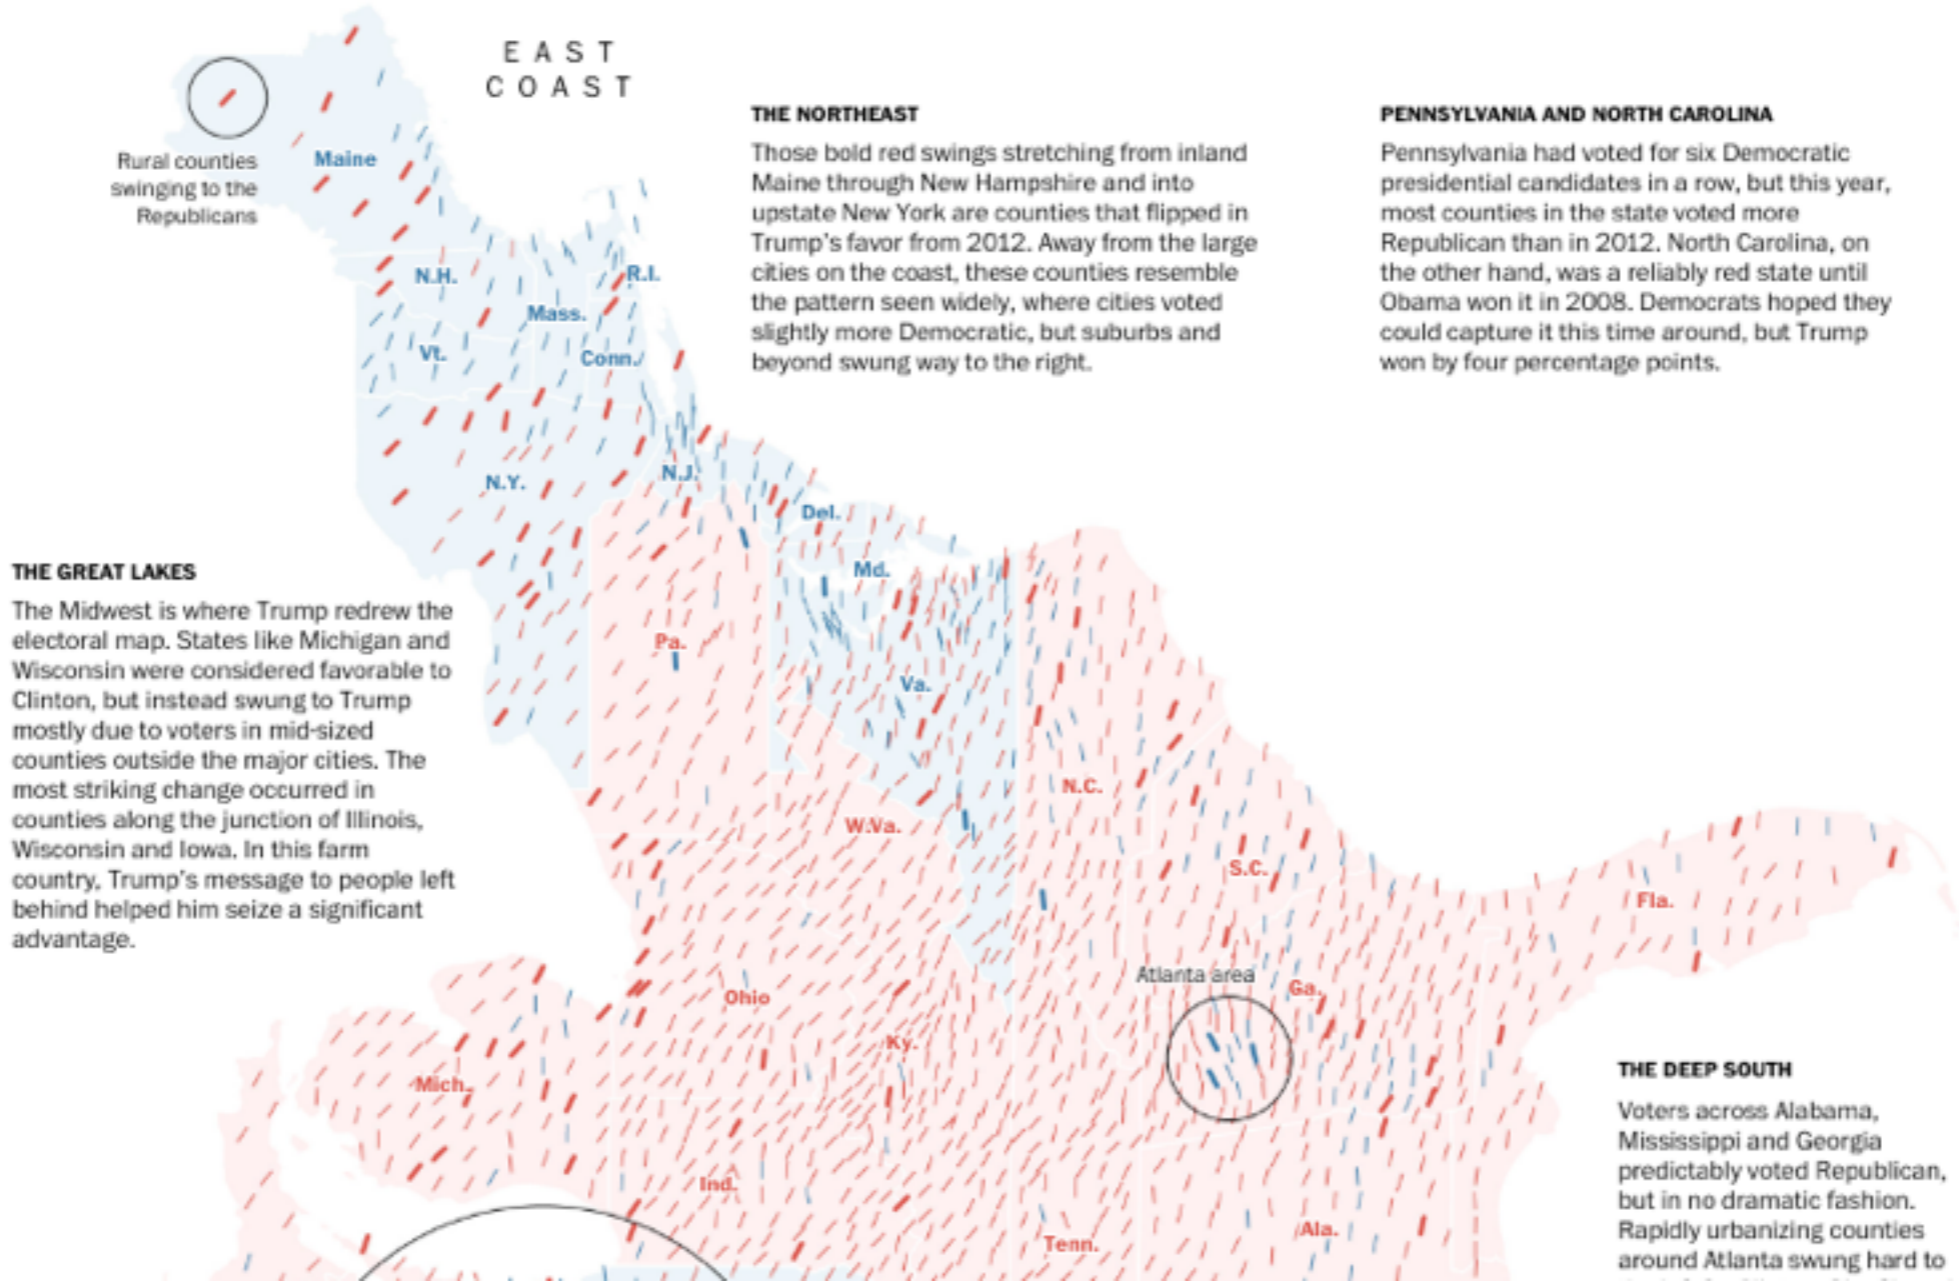 EAST
COAST
Rural counties
swinging to the
Republicans
Maine
N.H.
R.I.
Mass.
Vt.
Conn.
N.Y.
N.J.
Del.
Md.
Pa.
Va.
N.C.
W.Va.
S.C.
Fla.
Atlanta area
Ohio
Ga.
Ky.
Mich.
Ind.
Tenn.
Ala.
THE NORTHEAST
Those bold red swings stretching from inland
Maine through New Hampshire and into
upstate New York are counties that flipped in
Trump's favor from 2012. Away from the large
cities on the coast, these counties resemble
the pattern seen widely, where cities voted
slightly more Democratic, but suburbs and
beyond swung way to the right.
PENNSYLVANIA AND NORTH CAROLINA
Pennsylvania had voted for six Democratic
presidential candidates in a row, but this year,
most counties in the state voted more
Republican than in 2012. North Carolina, on
the other hand, was a reliably red state until
Obama won it in 2008. Democrats hoped they
could capture it this time around, but Trump
won by four percentage points.
THE GREAT LAKES
The Midwest is where Trump redrew the
electoral map. States like Michigan and
Wisconsin were considered favorable to
Clinton, but instead swung to Trump
mostly due to voters in mid-sized
counties outside the major cities. The
most striking change occurred in
counties along the junction of Illinois,
Wisconsin and Iowa. In this farm
country, Trump's message to people left
behind helped him seize a significant
advantage.
THE DEEP SOUTH
Voters across Alabama,
Mississippi and Georgia
predictably voted Republican,
but in no dramatic fashion.
Rapidly urbanizing counties
around Atlanta swung hard to